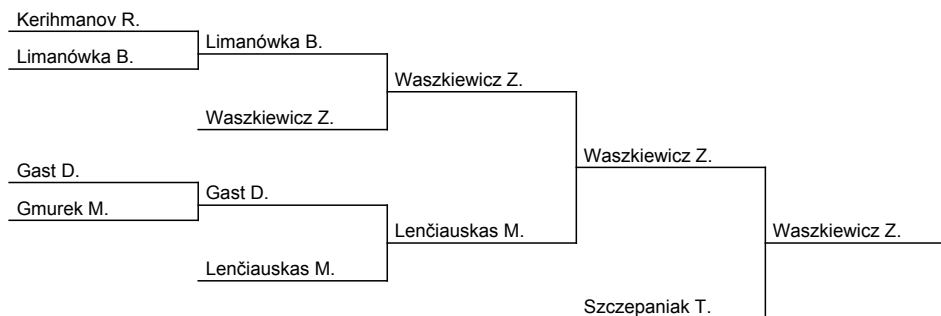 Kerihmanov R.
Limanówka B.
Limanówka B.
Waszkiewicz Z.
Waszkiewicz Z.
Waszkiewicz Z.
Gast D.
Gast D.
Gmurek M.
Lenčiauskas M.
Waszkiewicz Z.
Lenčiauskas M.
Szczepaniak T.